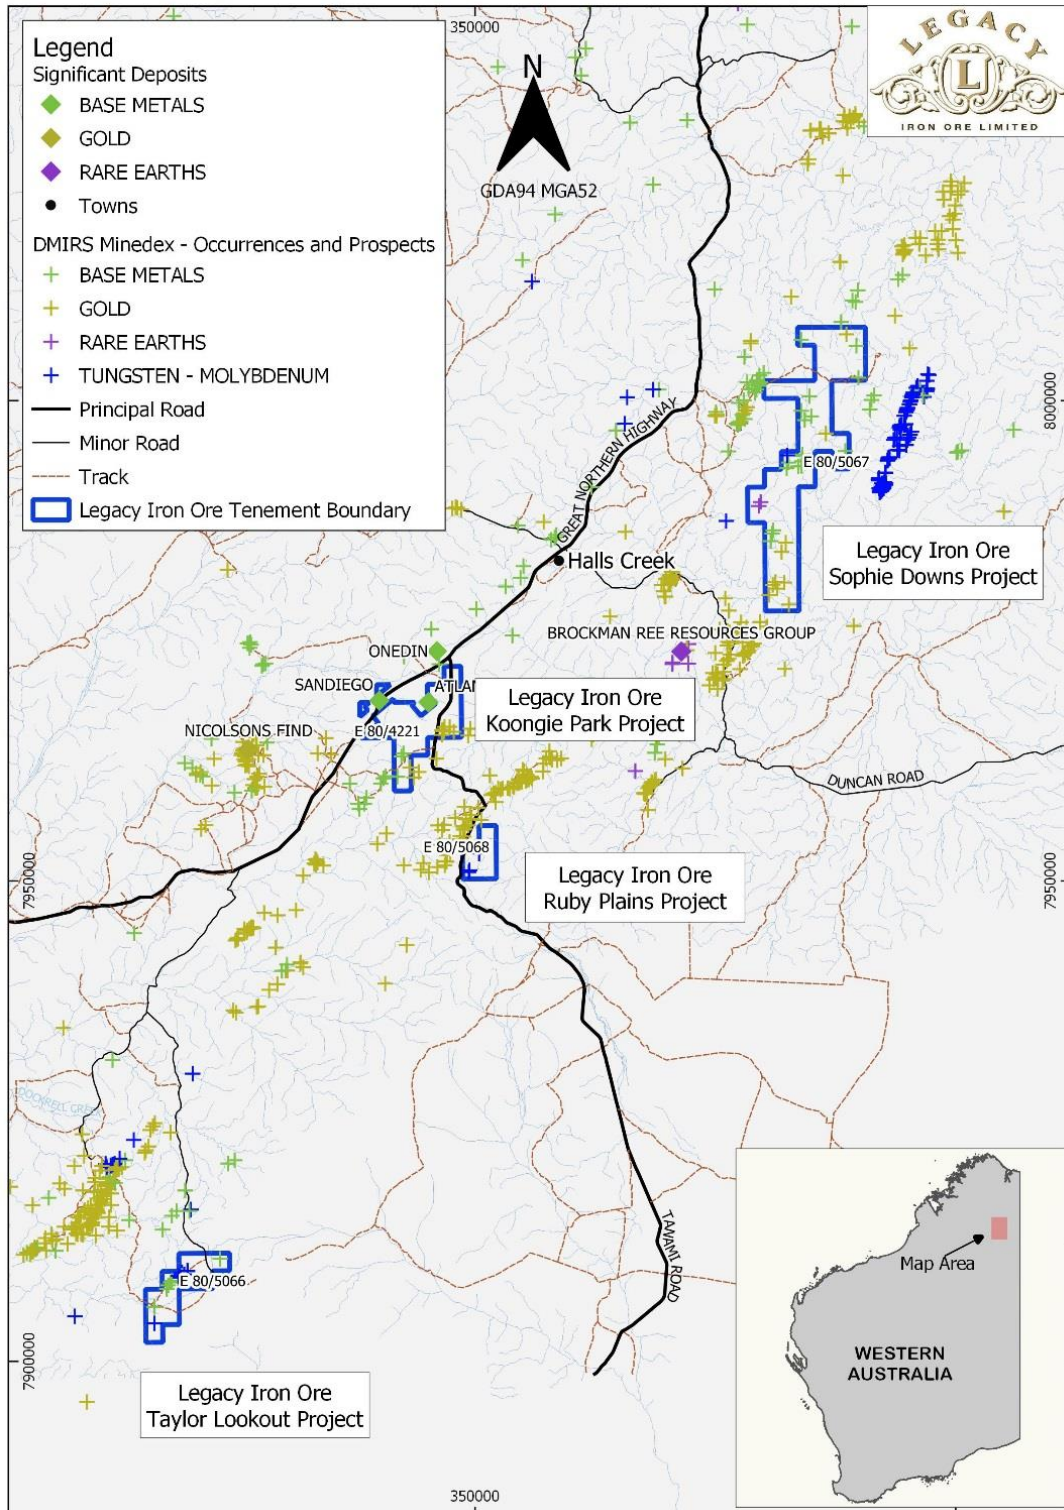 350000
Legend
Significant Deposits
BASE METALS
GOLD
RARE EARTHS
Towns
DMIRS Minedex - Occurrences and Prospects
BASE METALS
GOLD
RARE EARTHS
TUNGSTEN - MOLYBDENUM
Principal Road
Minor Road
Track
Legacy Iron Ore Tenement Boundary
N
GDA94 MGA52
LEGACY
LJ
IRON ORE LIMITED
8000000
8000000
GREAT NORTHERN HIGHWAY
E 80/5067
Legacy Iron Ore
Sophie Downs Project
Halls Creek
BROCKMAN REE RESOURCES GROUP
ONEDIN
SANDIEGO
ATLAN
E 80/4221
Legacy Iron Ore
Koongie Park Project
NICOLSONS FIND
DUNCAN ROAD
E 80/5068
Legacy Iron Ore
Ruby Plains Project
7950000
7950000
TAWAMI ROAD
E 80/5066
7900000
Legacy Iron Ore
Taylor Lookout Project
Map Area
WESTERN
AUSTRALIA
350000